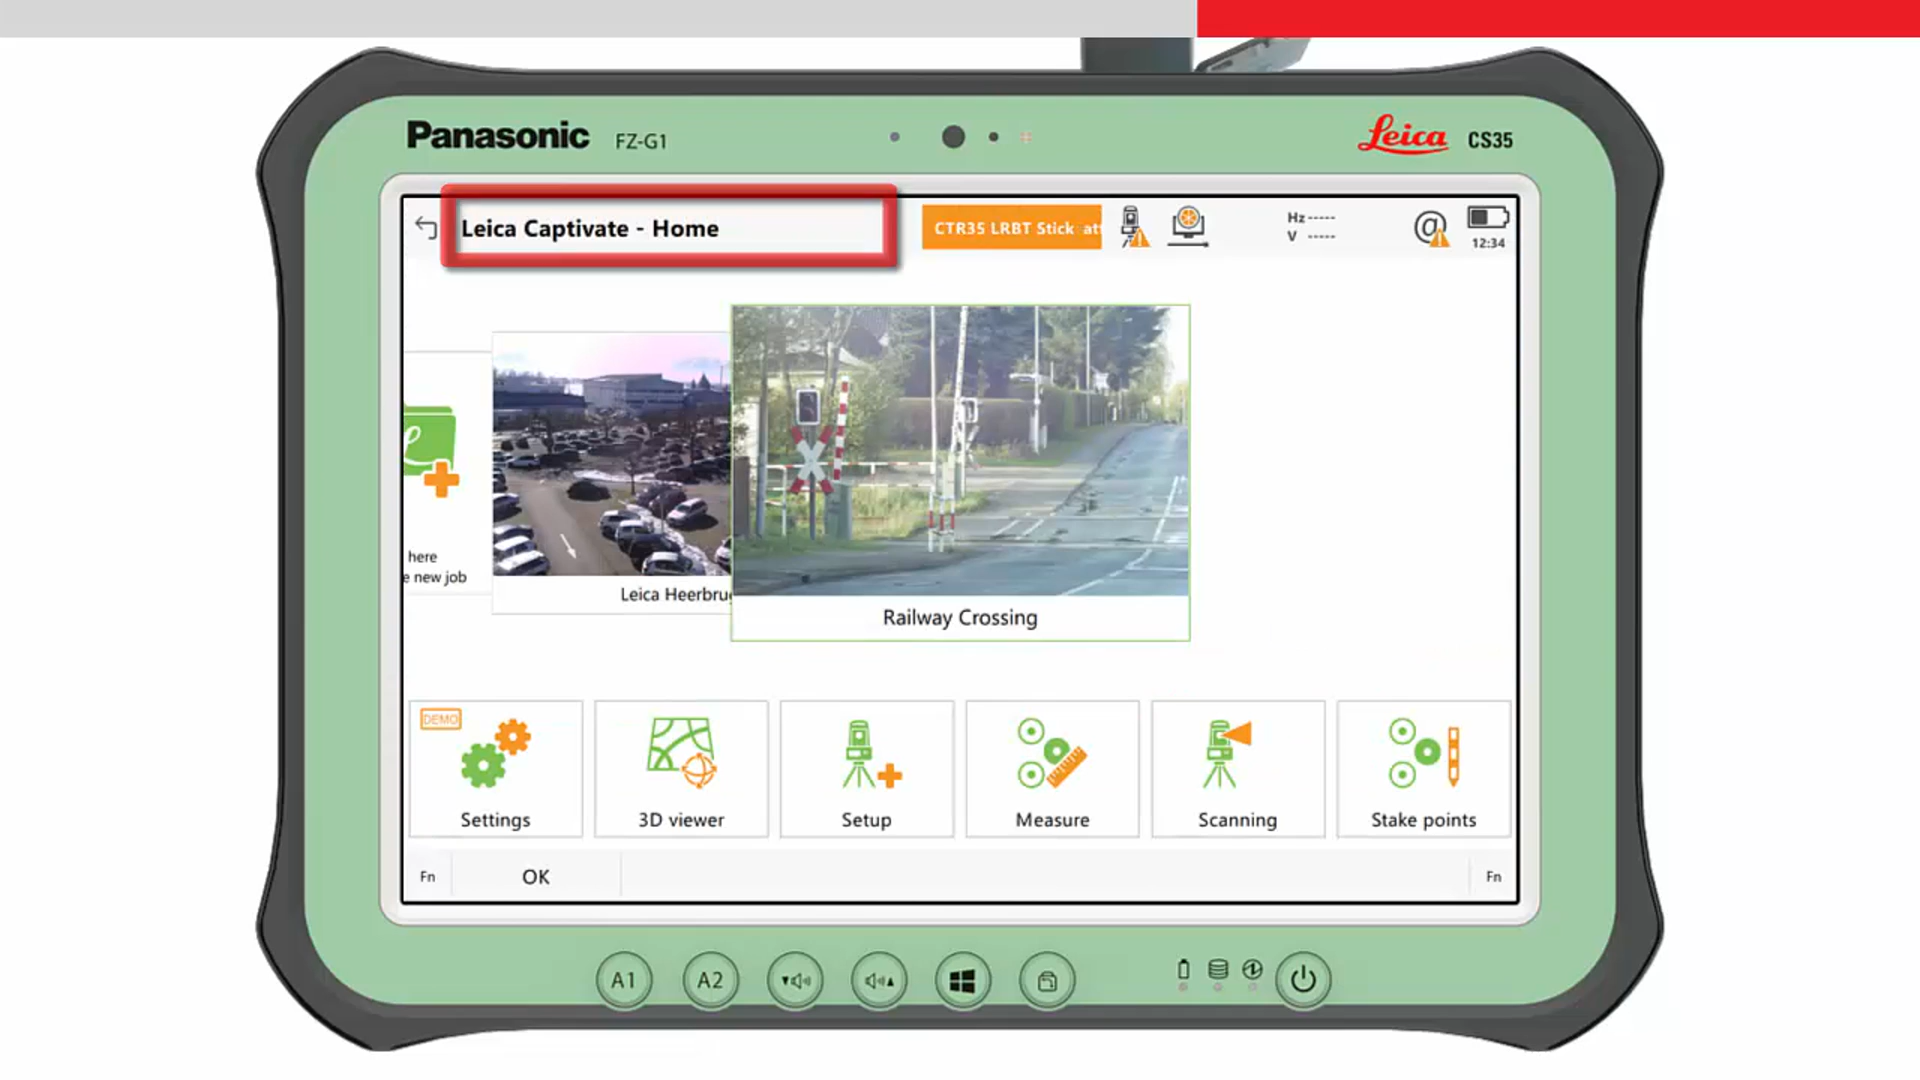 Panasonic FZ-G1
Leica CS35
Leica Captivate - Home
CTR35 LRBT Stick
Hz -----
V -----
12:34
here
new job
Leica
Railway Crossing
DEMO
Settings
3D viewer
Setup
Measure
Scanning
Stake points
Fn
OK
Fn
A1
A2